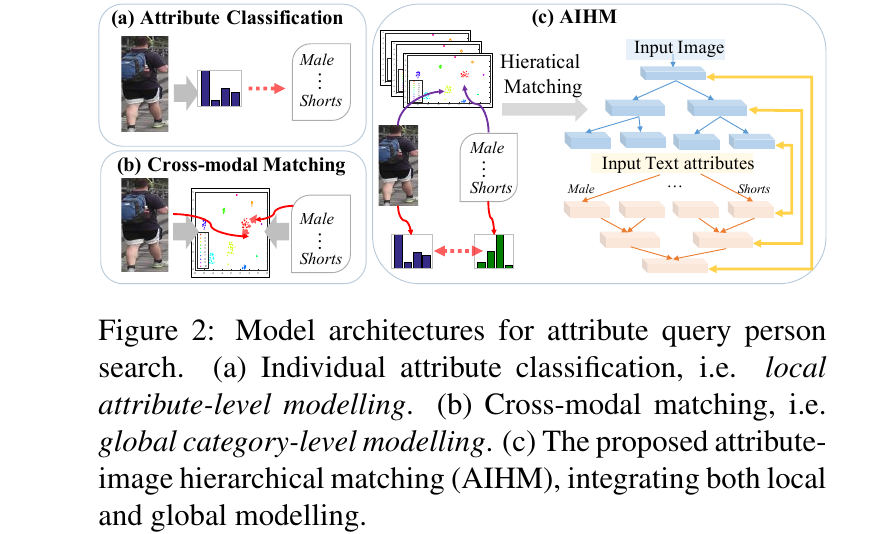 (a) Attribute Classification
Male
⋮
Shorts
(b) Cross-modal Matching
Male
⋮
Shorts
(c) AIHM
Hieratical
Matching
Male
⋮
Shorts
Input Image
Input Text attributes
Male
...
Shorts
Figure 2: Model architectures for attribute query person
search. (a) Individual attribute classification, i.e. local
attribute-level modelling. (b) Cross-modal matching, i.e.
global category-level modelling. (c) The proposed attribute-
image hierarchical matching (AIHM), integrating both local
and global modelling.